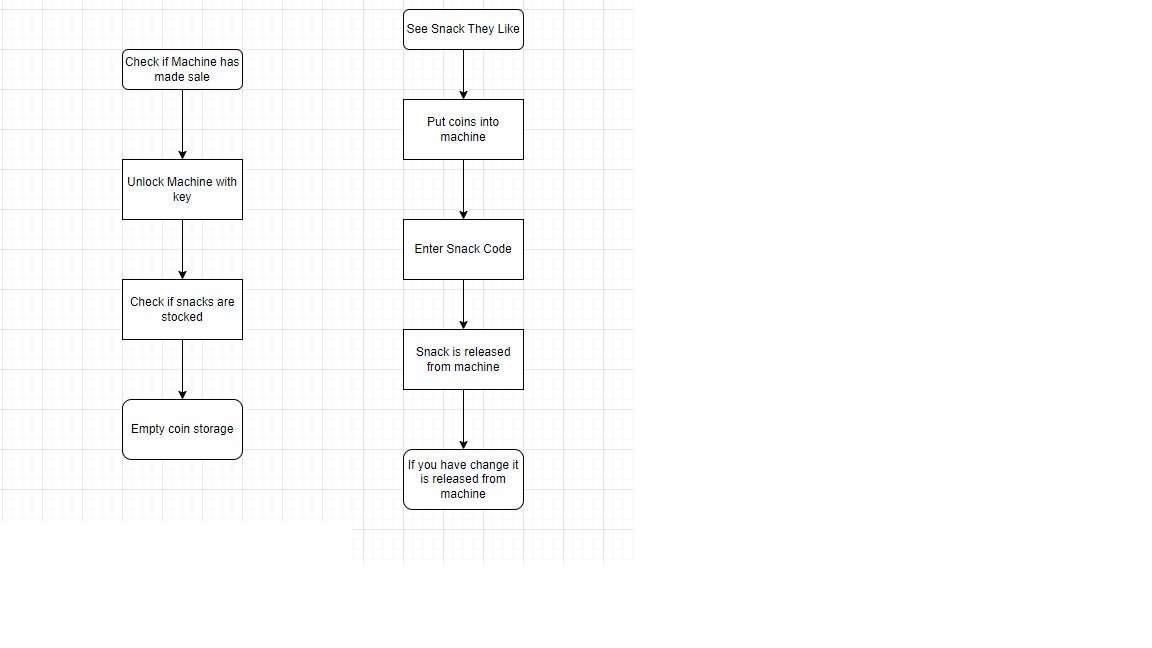 Check if Machine has
made sale
Unlock Machine with
key
Check if snacks are
stocked
Empty coin storage
See Snack They Like
Put coins into
machine
Enter Snack Code
Snack is released
from machine
If you have change it
is released from
machine